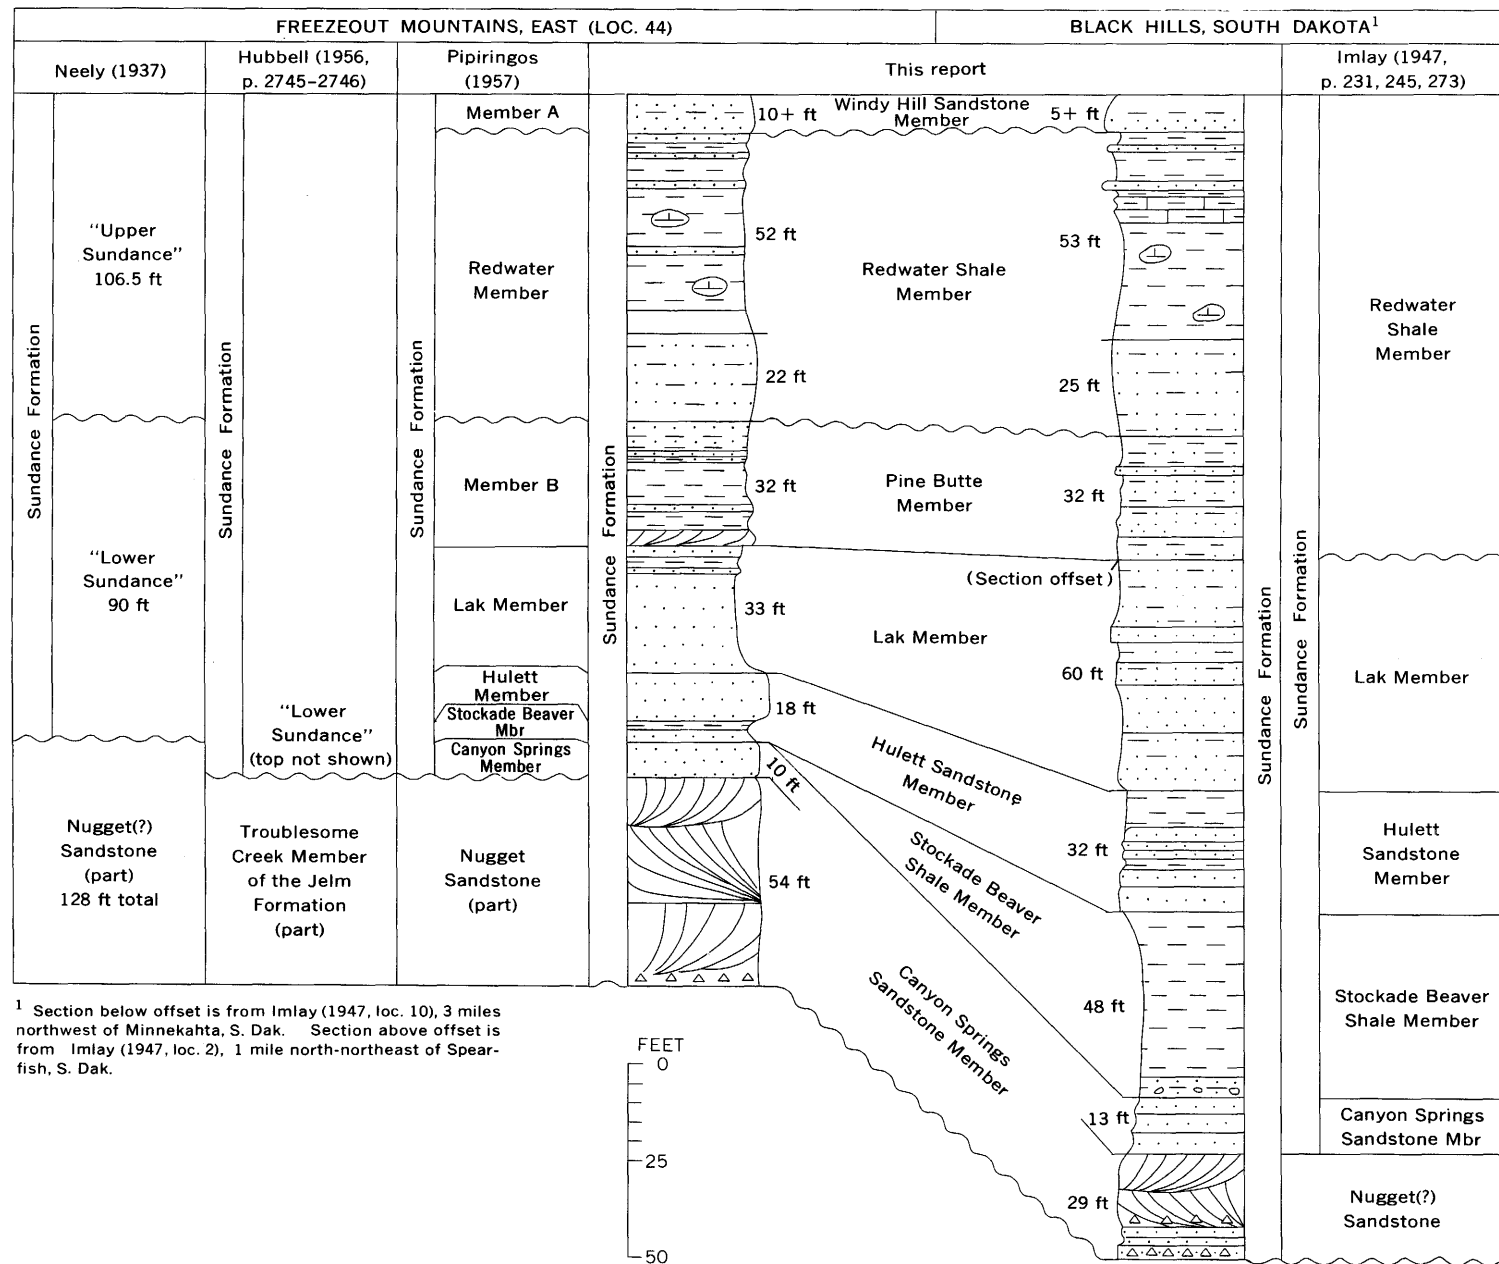 FREEZEOUT MOUNTAINS, EAST (LOC. 44)
BLACK HILLS, SOUTH DAKOTA1
Neely (1937)
Hubbell (1956,
p. 2745-2746)
Pipiringos
(1957)
This report
Imlay (1947,
p. 231, 245, 273)
Sundance Formation
"Upper
Sundance"
106.5 ft
"Lower
Sundance"
90 ft
Nugget(?)
Sandstone
(part)
128 ft total
Sundance Formation
"Lower
Sundance"
(top not shown)
Troublesome
Creek Member
of the Jelm
Formation
(part)
Sundance Formation
Member A
Redwater
Member
Member B
Lak Member
Hulett
Member
Stockade Beaver
Mbr
Canyon Springs
Member
Nugget
Sandstone
(part)
Sundance Formation
10+ ft
52 ft
22 ft
32 ft
33 ft
18 ft
10 ft
54 ft
Windy Hill Sandstone
Member
Redwater Shale
Member
Pine Butte
Member
(Section offset)
Lak Member
Hulett Sandstone
Member
Stockade Beaver
Shale Member
Canyon Springs
Sandstone Member
5+ ft
53 ft
25 ft
32 ft
60 ft
32 ft
48 ft
13 ft
29 ft
Sundance Formation
Sundance Formation
Redwater
Shale
Member
Lak Member
Hulett
Sandstone
Member
Stockade Beaver
Shale Member
Canyon Springs
Sandstone Mbr
Nugget(?)
Sandstone
1 Section below offset is from Imlay (1947, loc. 10), 3 miles
northwest of Minnekahta, S. Dak. Section above offset is
from Imlay (1947, loc. 2), 1 mile north-northeast of Spear-
fish, S. Dak.
FEET
0
25
50